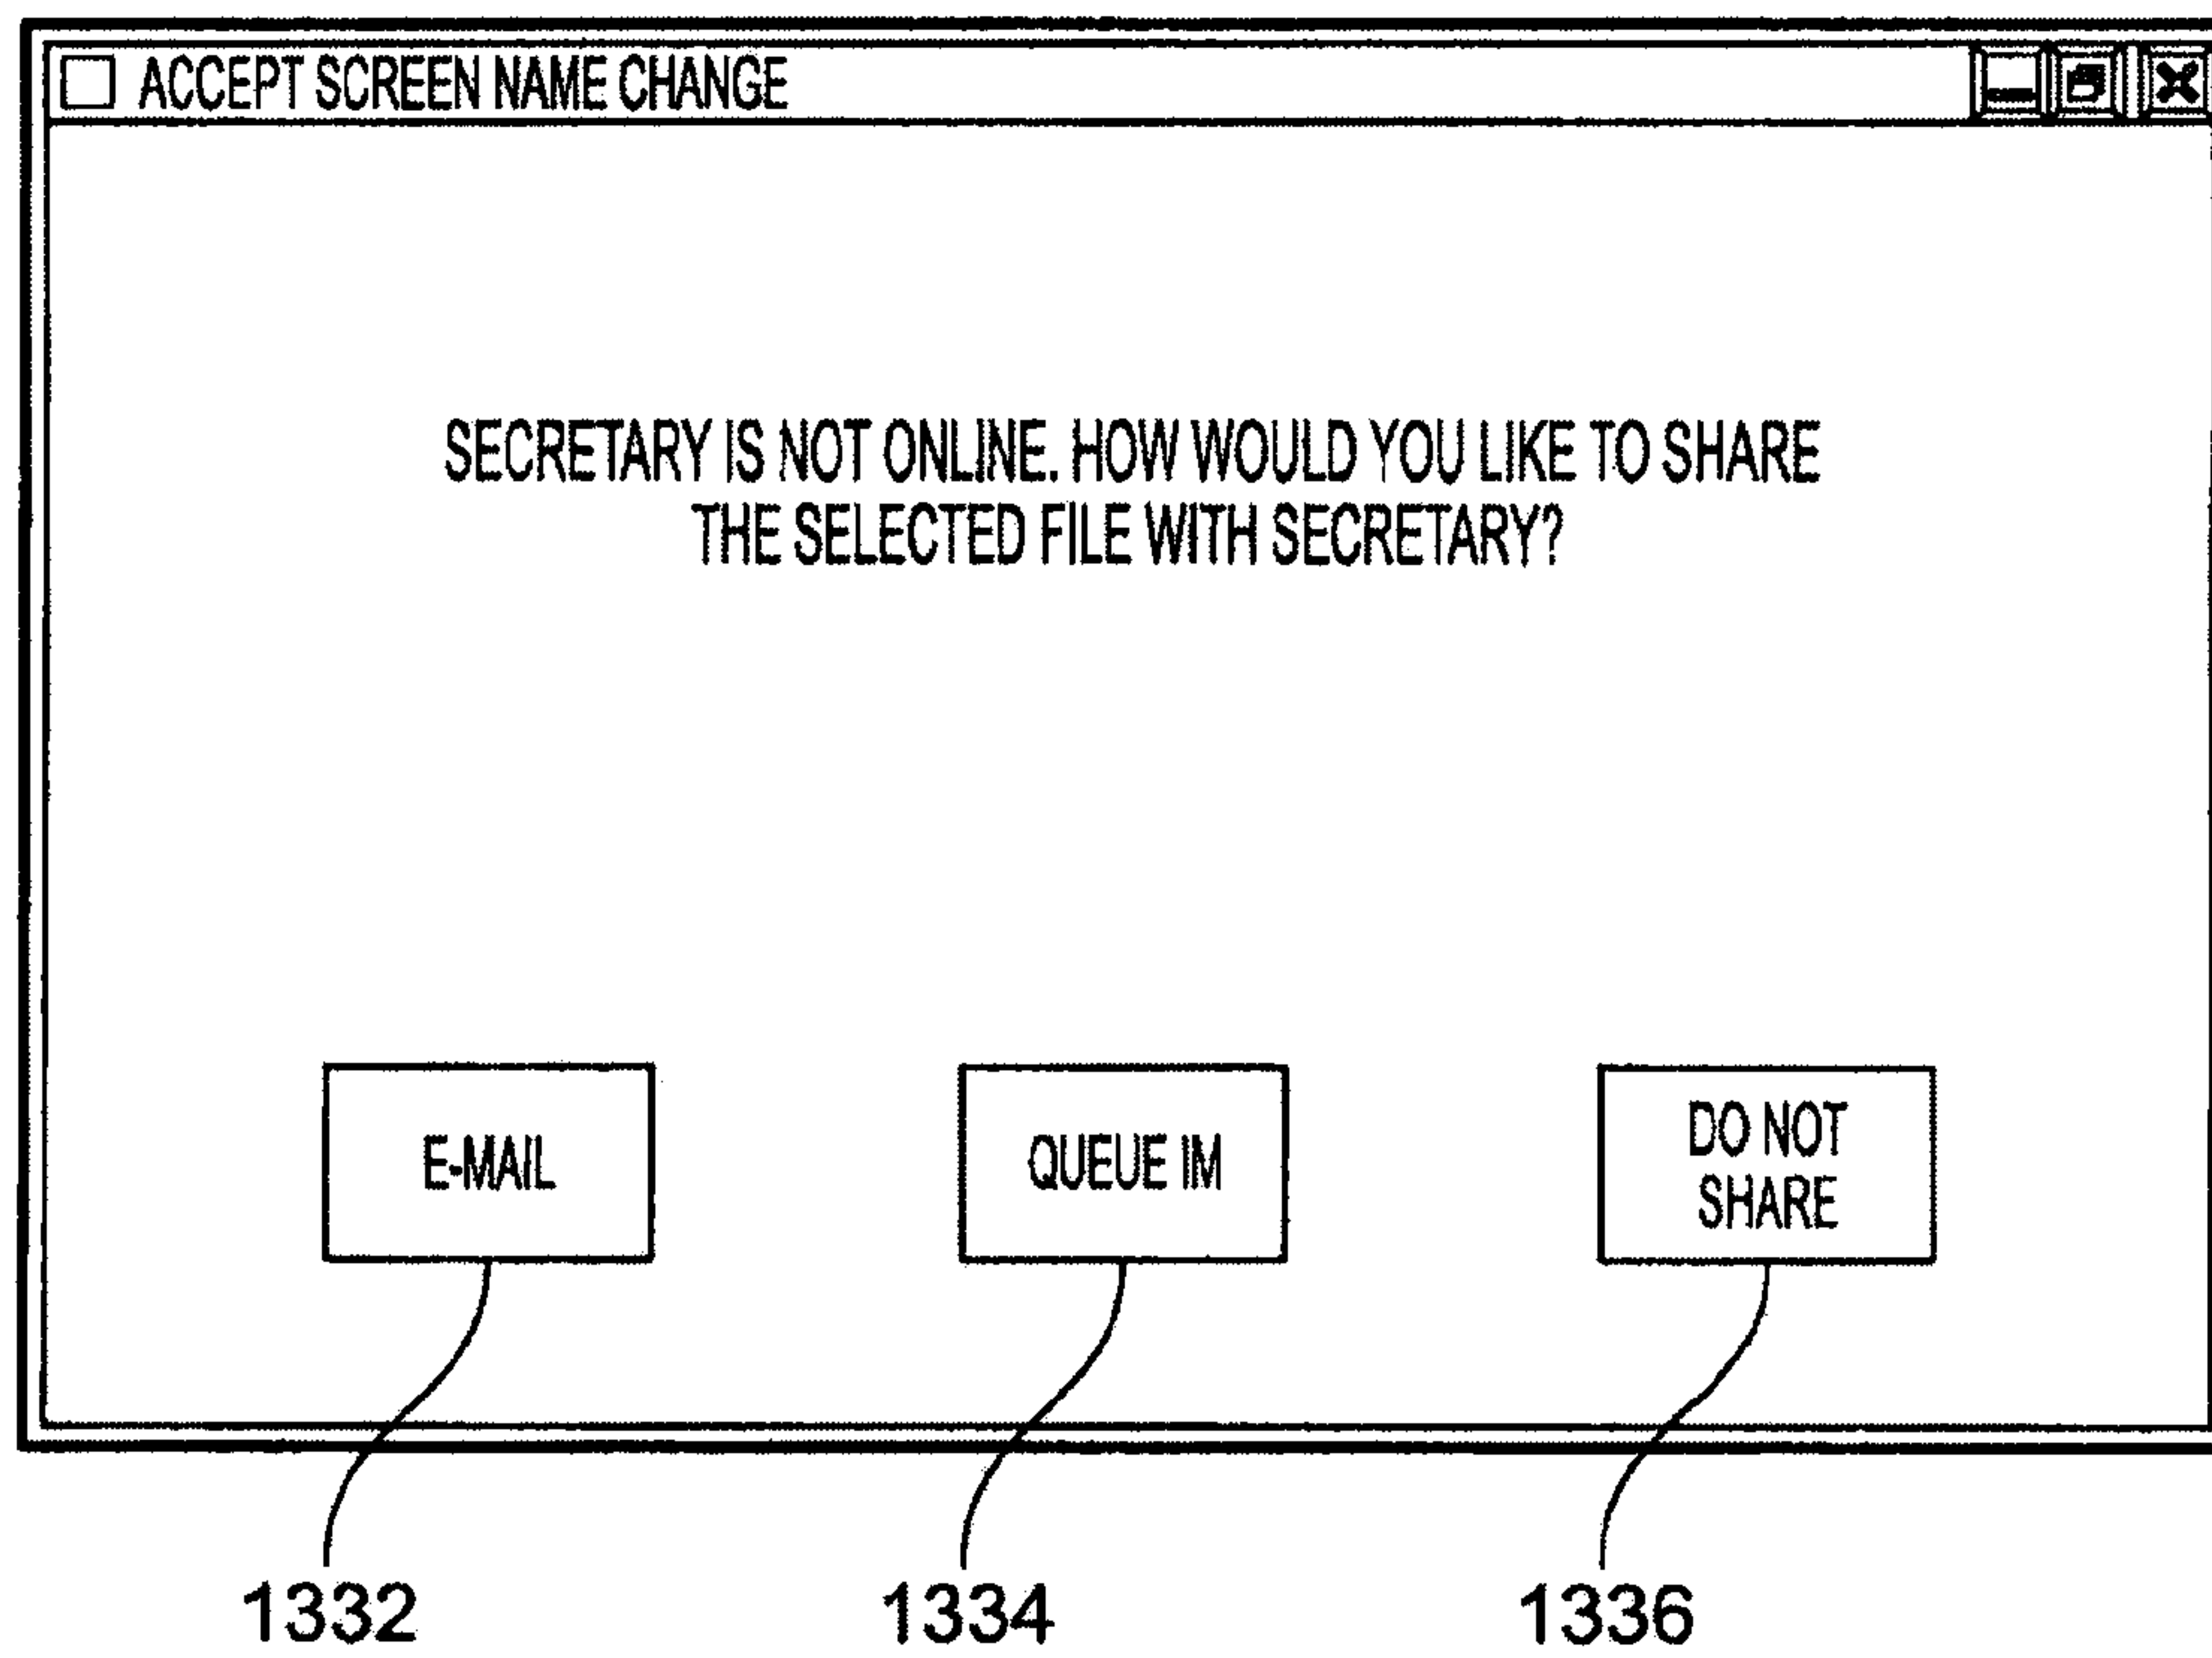 ACCEPT SCREEN NAME CHANGE
SECRETARY IS NOT ONLINE. HOW WOULD YOU LIKE TO SHARE
THE SELECTED FILE WITH SECRETARY?
E-MAIL
QUEUE IM
DO NOT
SHARE
1332
1334
1336